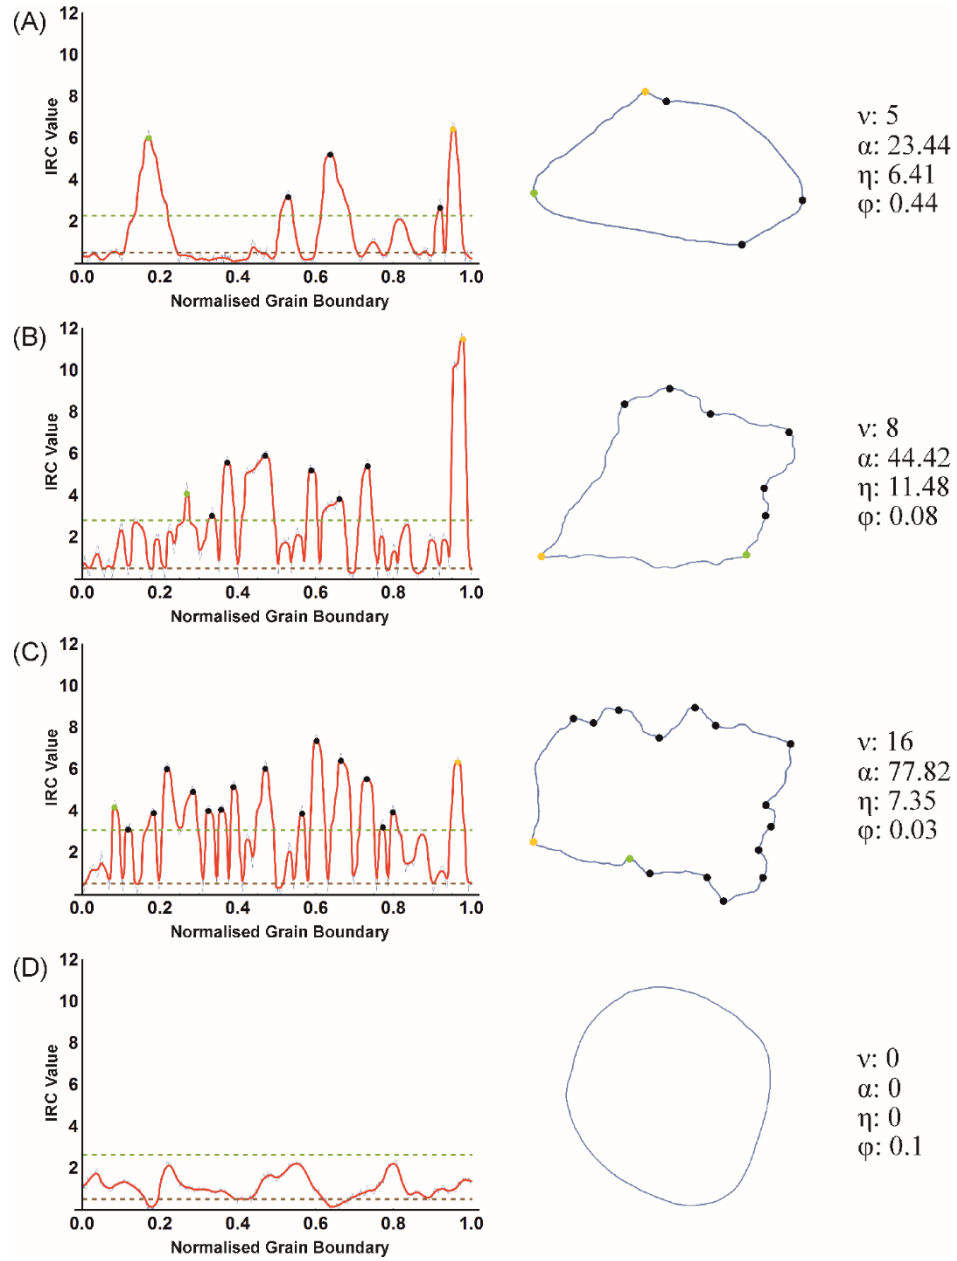 (A)
12
10
8
6
4
2
IRC Value
0.0 0.2 0.4 0.6 0.8 1.0
Normalised Grain Boundary
ν: 5
α: 23.44
η: 6.41
φ: 0.44
(B)
12
10
8
6
4
2
IRC Value
0.0 0.2 0.4 0.6 0.8 1.0
Normalised Grain Boundary
ν: 8
α: 44.42
η: 11.48
φ: 0.08
(C)
12
10
8
6
4
2
IRC Value
0.0 0.2 0.4 0.6 0.8 1.0
Normalised Grain Boundary
ν: 16
α: 77.82
η: 7.35
φ: 0.03
(D)
12
10
8
6
4
2
IRC Value
0.0 0.2 0.4 0.6 0.8 1.0
Normalised Grain Boundary
ν: 0
α: 0
η: 0
φ: 0.1